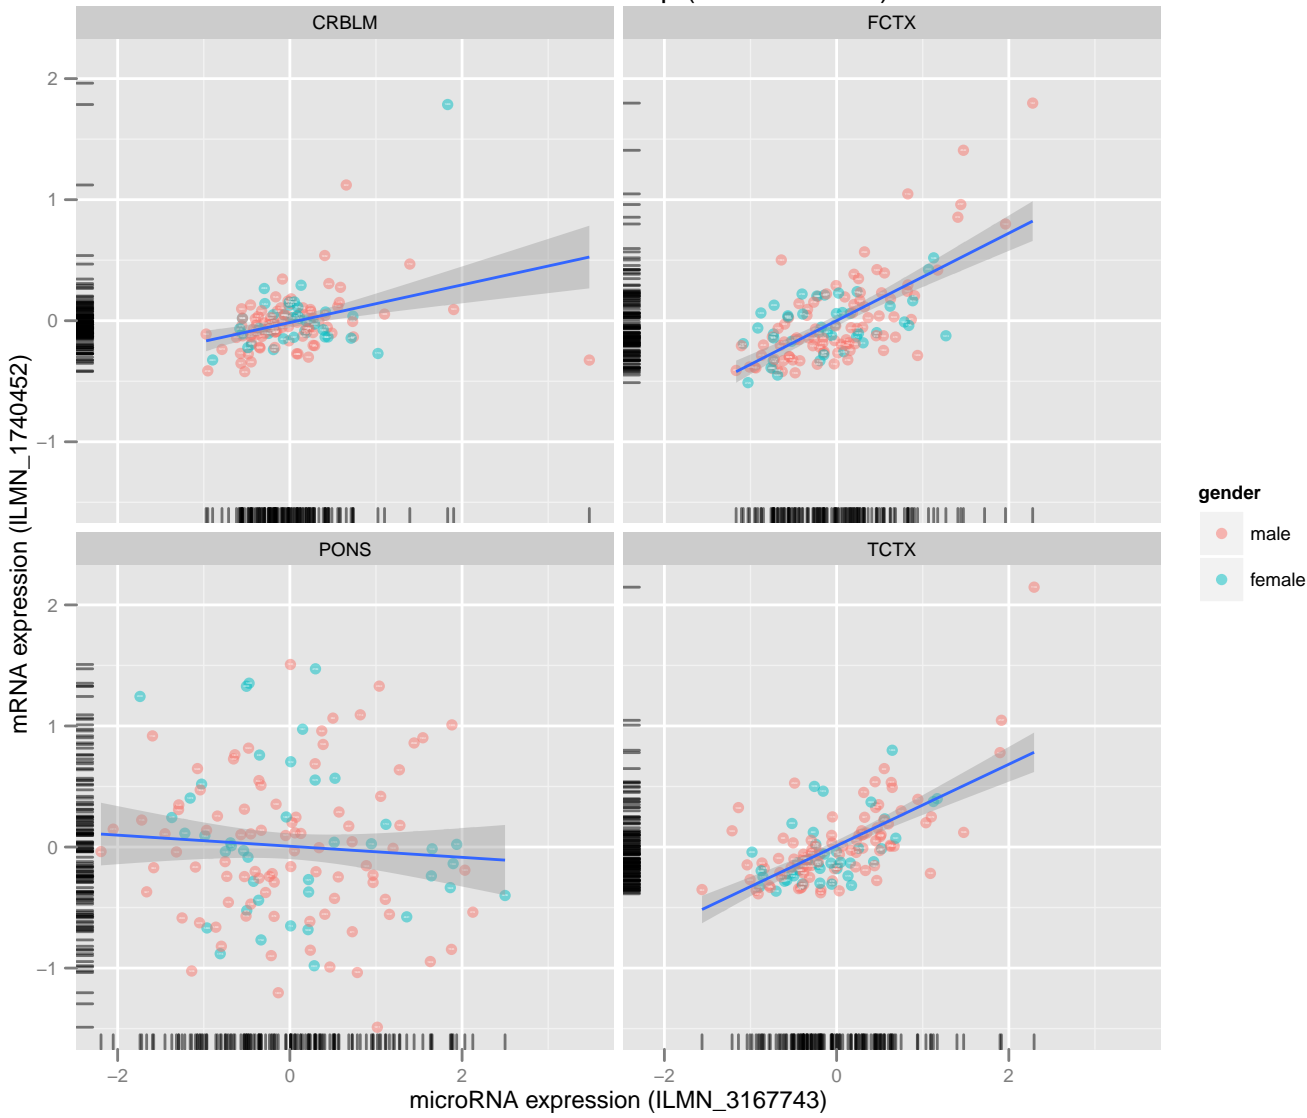 CRBLM
FCTX
2
1
0
−1
PONS
TCTX
2
1
0
−1
−2
0
2
−2
0
2
mRNA expression (ILMN_1740452)
microRNA expression (ILMN_3167743)
gender
male
female